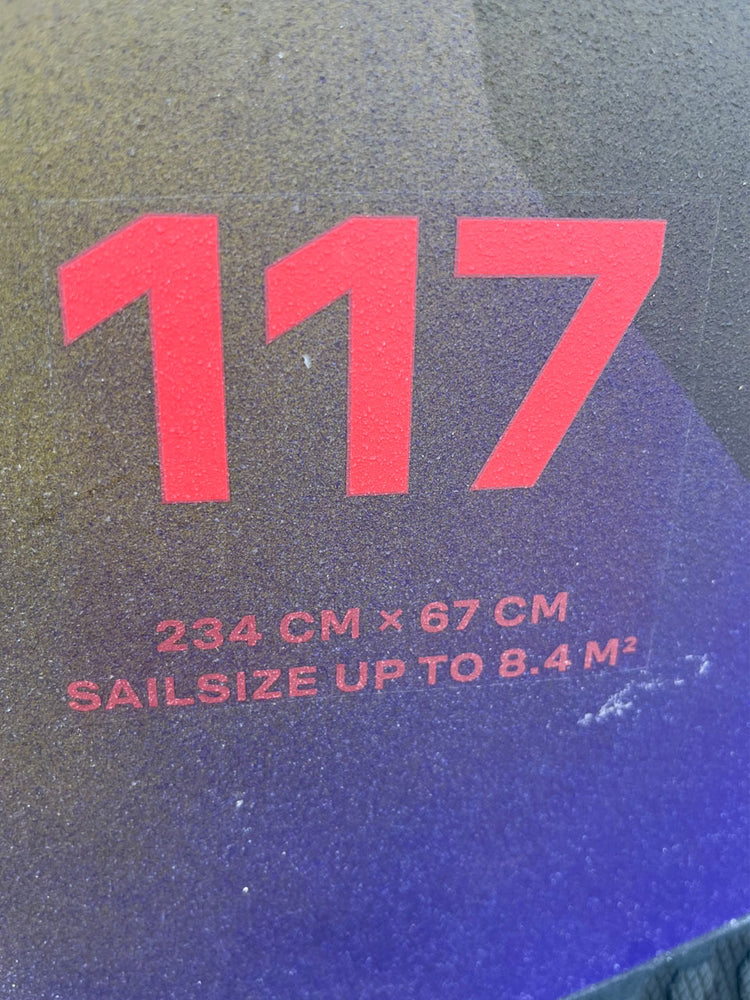 117
234 CM × 67 CM
SAILSIZE UP TO 8.4 M²